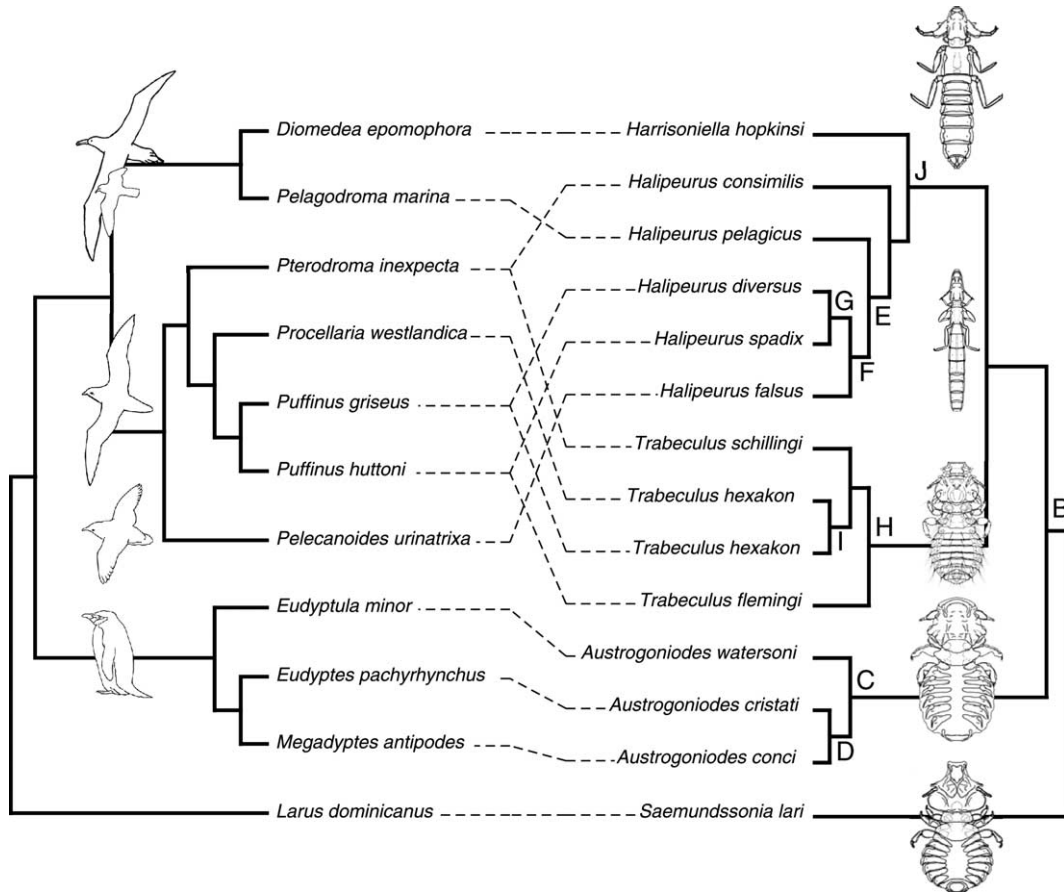 Diomedea epomophora
Harrisoniella hopkinsi
J
Pelagodroma marina
Halipeurus consimilis
Halipeurus pelagicus
Pterodroma inexpecta
Halipeurus diversus
G
E
Procellaria westlandica
Halipeurus spadix
F
Puffinus griseus
Halipeurus falsus
Puffinus huttoni
Trabeculus schillingi
Trabeculus hexakon
B
Pelecanoides urinatrixa
Trabeculus hexakon
I
H
Eudyptula minor
Trabeculus flemingi
Austrogoniodes watersoni
C
Eudyptes pachyrhynchus
Austrogoniodes cristati
Megadyptes antipodes
Austrogoniodes conci
D
Larus dominicanus
Saemundssonia lari